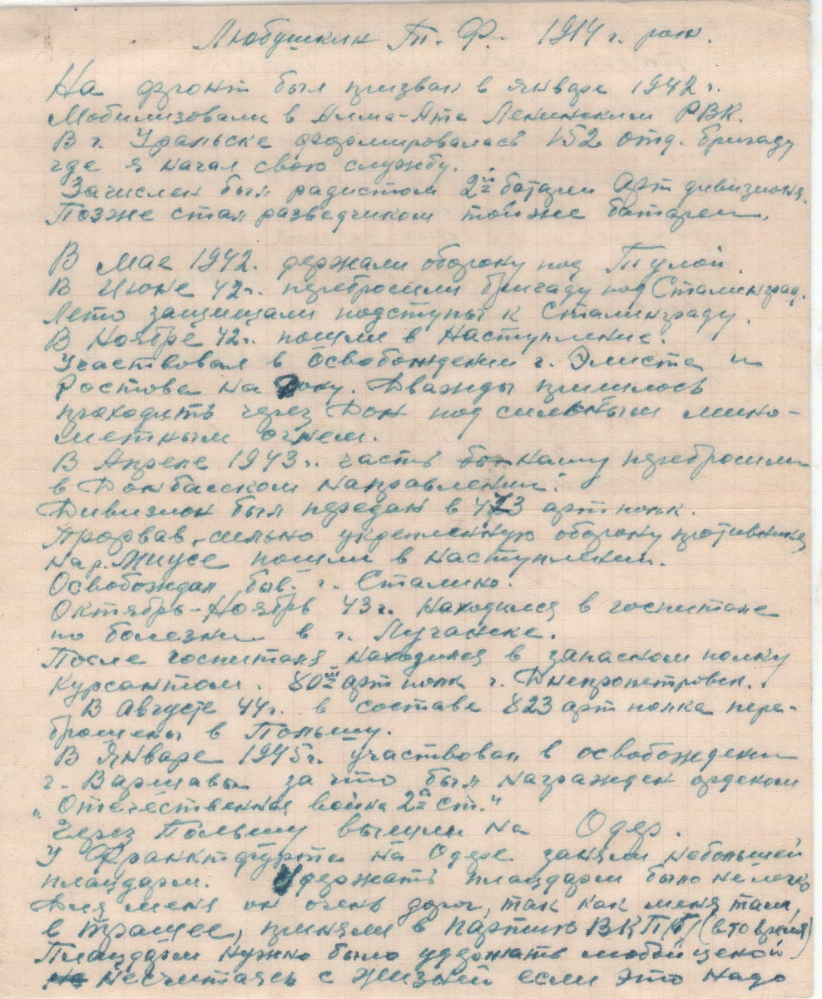 Любушкин Т. Ф. 1914 г. рож.
На фронт был призван в январе 1942 г.
Мобилизовали в Алма-Ата Ленинским РВК.
В г. Уральске формировалась 152 отд. бригаду
где я начал свою службу.
Зачислен был радистом 2й батареи Арт дивизиона.
Позже стал разведчиком той же батареи.
В Мае 1942. держали оборону под Тулой.
В Июне 42 г. перебросили бригаду под Сталинград.
Лето защищали подступы к Сталинграду.
В Ноябре 42 г. пошли в Наступление.
Участвовал в Освобождении г. Элиста и
Ростова на Дону. Дважды пришлось
проходить через Дон под сильным мино-
метным огнем.
В Апреле 1943 г. часть нашу перебросили
в Донбасском направлении.
Дивизион был передан в 473 арт полк.
Прорвав сильно укрепленную оборону противника
на р. Миусе пошли в наступлении.
Освобождал быв. г. Сталино.
Октябрь-Ноябрь 43 г. Находился в госпитале
по болезни в г. Луганске.
После госпиталя находился в запасном полку
курсантом. 80й арт полк г. Днепропетровск.
В Августе 44 г. в составе 823 арт полка пере-
брошены в Польшу.
В Январе 1945 г. участвовал в освобождении
г. Варшавы за что был награжден орденом
„Отечественная война 2й ст."
Через Польшу вышли на Одер.
У Франкфурта на Одере заняли небольшей
плацдарм. Удержать плацдарм было нелегко
Для меня он очень дорог, так как меня там,
в траншее, приняли в партию ВКП/б/ (в то время)
Плацдарм нужно было удержать любой ценой
несчитаясь с жизней если это надо